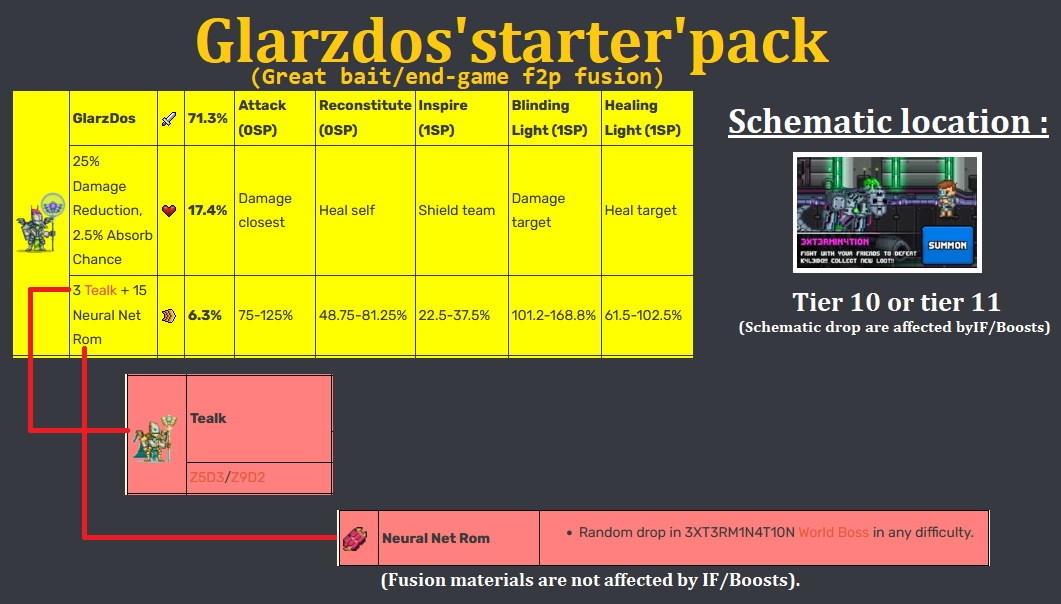 Glarzdos'starter'pack
(Great bait/end-game f2p fusion)
GlarzDos
71.3%
Attack
(0SP)
Reconstitute
(0SP)
Inspire
(1SP)
Blinding
Light (1SP)
Healing
Light (1SP)
25%
Damage
Reduction,
2.5% Absorb
Chance
17.4%
Damage
closest
Heal self
Shield team
Damage
target
Heal target
3 Tealk + 15
Neural Net
Rom
6.3%
75-125%
48.75-81.25%
22.5-37.5%
101.2-168.8%
61.5-102.5%
Schematic location :
3XT3RMIN4TION
FIGHT WITH YOUR FRIENDS TO DEFEAT
K4L3IDO!! COLLECT NEW LOOT!!
SUMMON
Tier 10 or tier 11
(Schematic drop are affected byIF/Boosts)
Tealk
Z5D3/Z9D2
Neural Net Rom
• Random drop in 3XT3RM1N4T10N World Boss in any difficulty.
(Fusion materials are not affected by IF/Boosts).